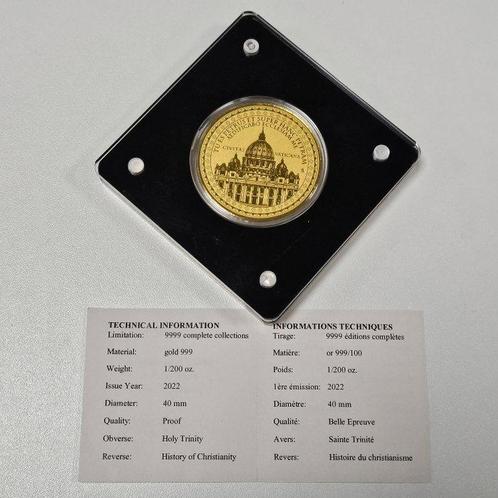 TU ES PETRUS ET SUPER HANC PETRAM
ÆDIFICABO ECCLESIAM
CIVITAS VATICANA
TECHNICAL INFORMATION
Limitation: 9999 complete collections
Material: gold 999
Weight: 1/200 oz.
Issue Year: 2022
Diameter: 40 mm
Quality: Proof
Obverse: Holy Trinity
Reverse: History of Christianity
INFORMATIONS TECHNIQUES
Tirage: 9999 éditions complètes
Matière: or 999/100
Poids: 1/200 oz.
1ère émission: 2022
Diamètre: 40 mm
Qualité: Belle Epreuve
Avers: Sainte Trinité
Revers: Histoire du christianisme